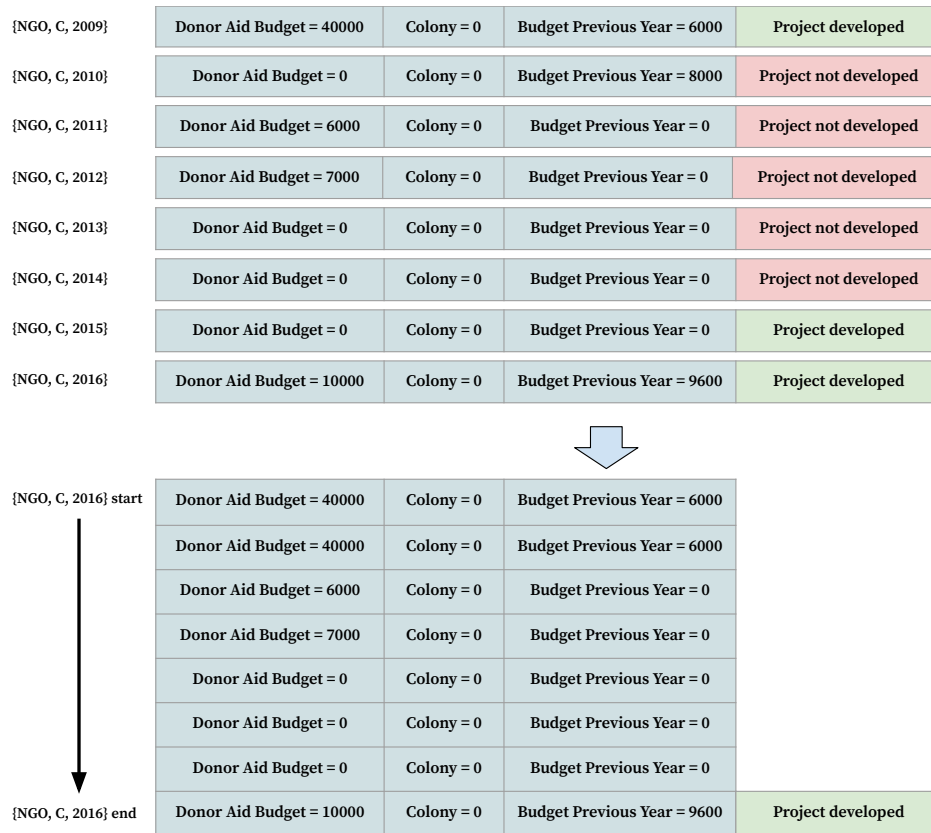 {NGO, C, 2009} Donor Aid Budget = 40000 Colony = 0 Budget Previous Year = 6000 Project developed
{NGO, C, 2010} Donor Aid Budget = 0 Colony = 0 Budget Previous Year = 8000 Project not developed
{NGO, C, 2011} Donor Aid Budget = 6000 Colony = 0 Budget Previous Year = 0 Project not developed
{NGO, C, 2012} Donor Aid Budget = 7000 Colony = 0 Budget Previous Year = 0 Project not developed
{NGO, C, 2013} Donor Aid Budget = 0 Colony = 0 Budget Previous Year = 0 Project not developed
{NGO, C, 2014} Donor Aid Budget = 0 Colony = 0 Budget Previous Year = 0 Project not developed
{NGO, C, 2015} Donor Aid Budget = 0 Colony = 0 Budget Previous Year = 0 Project developed
{NGO, C, 2016} Donor Aid Budget = 10000 Colony = 0 Budget Previous Year = 9600 Project developed
{NGO, C, 2016} start Donor Aid Budget = 40000 Colony = 0 Budget Previous Year = 6000
Donor Aid Budget = 40000 Colony = 0 Budget Previous Year = 6000
Donor Aid Budget = 6000 Colony = 0 Budget Previous Year = 0
Donor Aid Budget = 7000 Colony = 0 Budget Previous Year = 0
Donor Aid Budget = 0 Colony = 0 Budget Previous Year = 0
Donor Aid Budget = 0 Colony = 0 Budget Previous Year = 0
Donor Aid Budget = 0 Colony = 0 Budget Previous Year = 0
{NGO, C, 2016} end Donor Aid Budget = 10000 Colony = 0 Budget Previous Year = 9600 Project developed